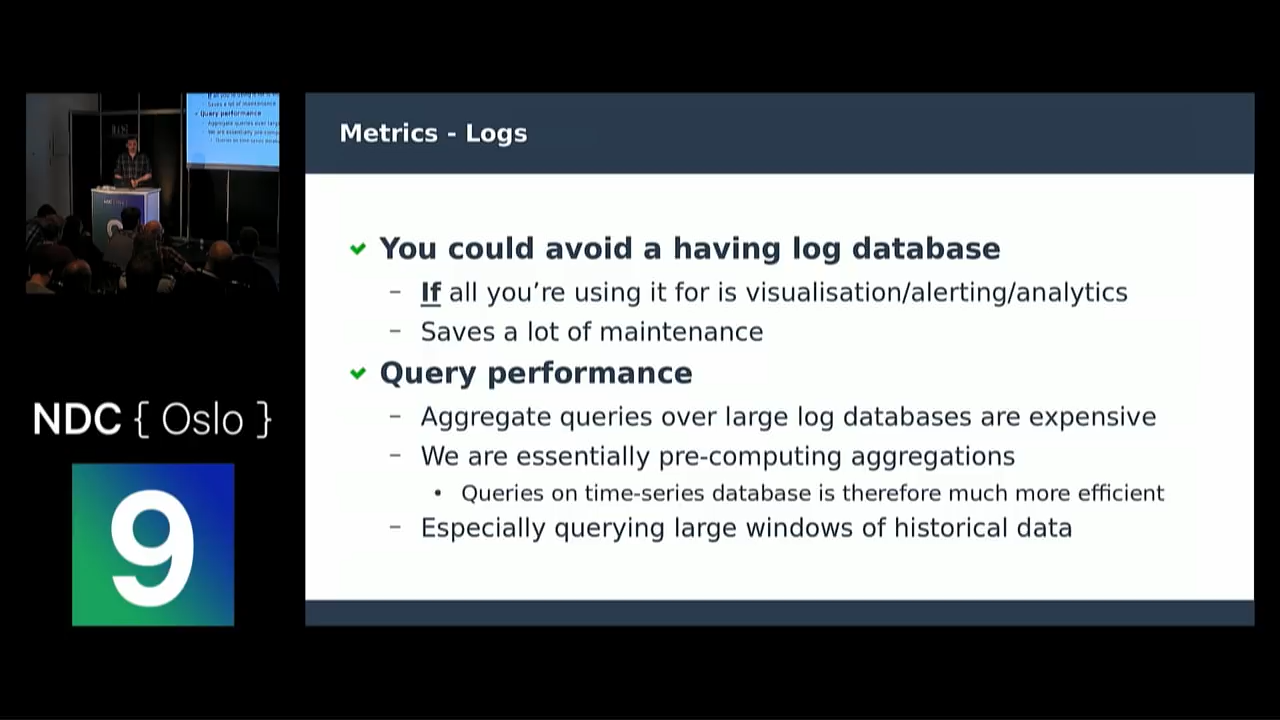 Metrics - Logs
You could avoid a having log database
– If all you’re using it for is visualisation/alerting/analytics
– Saves a lot of maintenance
Query performance
– Aggregate queries over large log databases are expensive
– We are essentially pre-computing aggregations
• Queries on time-series database is therefore much more efficient
– Especially querying large windows of historical data
NDC { Oslo }
9